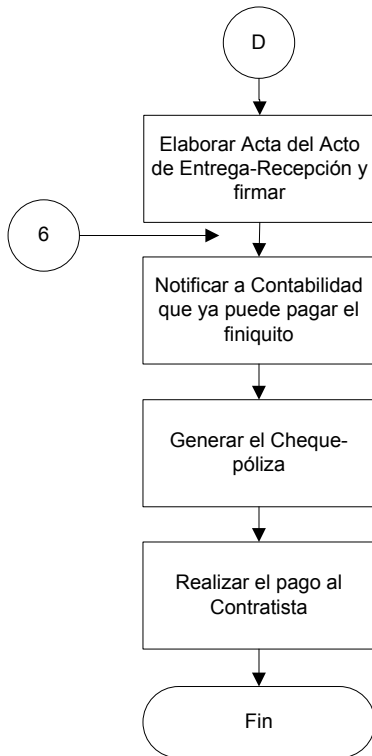 D
Elaborar Acta del Acto
de Entrega-Recepción y
firmar
6
Notificar a Contabilidad
que ya puede pagar el
finiquito
Generar el Cheque-
póliza
Realizar el pago al
Contratista
Fin